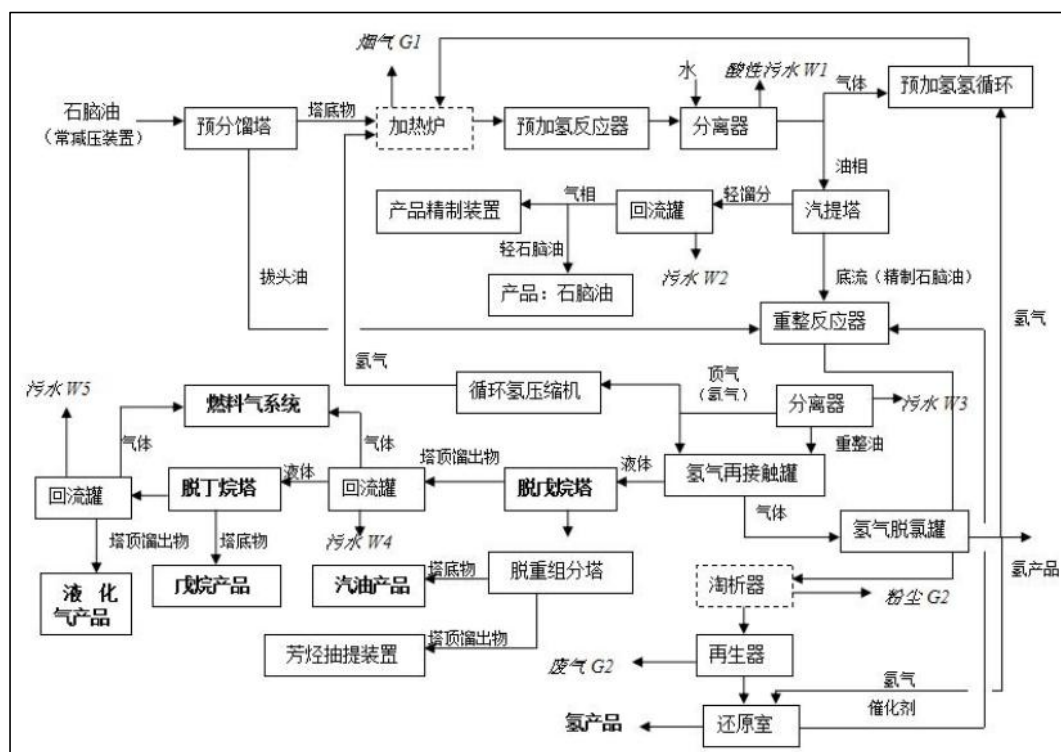 烟气 G1
水
酸性污水 W1
气体
预加氢氢循环
石脑油
（常减压装置）
预分馏塔
塔底物
加热炉
预加氢反应器
分离器
油相
产品精制装置
气相
回流罐
轻馏分
汽提塔
轻石脑油
拔头油
产品：石脑油
污水 W2
底流（精制石脑油）
重整反应器
氢气
氢气
污水 W5
燃料气系统
循环氢压缩机
顶气
（氢气）
分离器
污水 W3
重整油
气体
气体
塔顶馏出物
液体
氢气再接触罐
回流罐
脱丁烷塔
液体
回流罐
脱戊烷塔
气体
氢气脱氯罐
塔顶馏出物
塔底物
污水 W4
氢产品
液 化
气产品
戊烷产品
汽油产品
塔底物
脱重组分塔
淘析器
粉尘 G2
塔顶馏出物
芳烃抽提装置
废气 G2
再生器
氢气
催化剂
氢产品
还原室